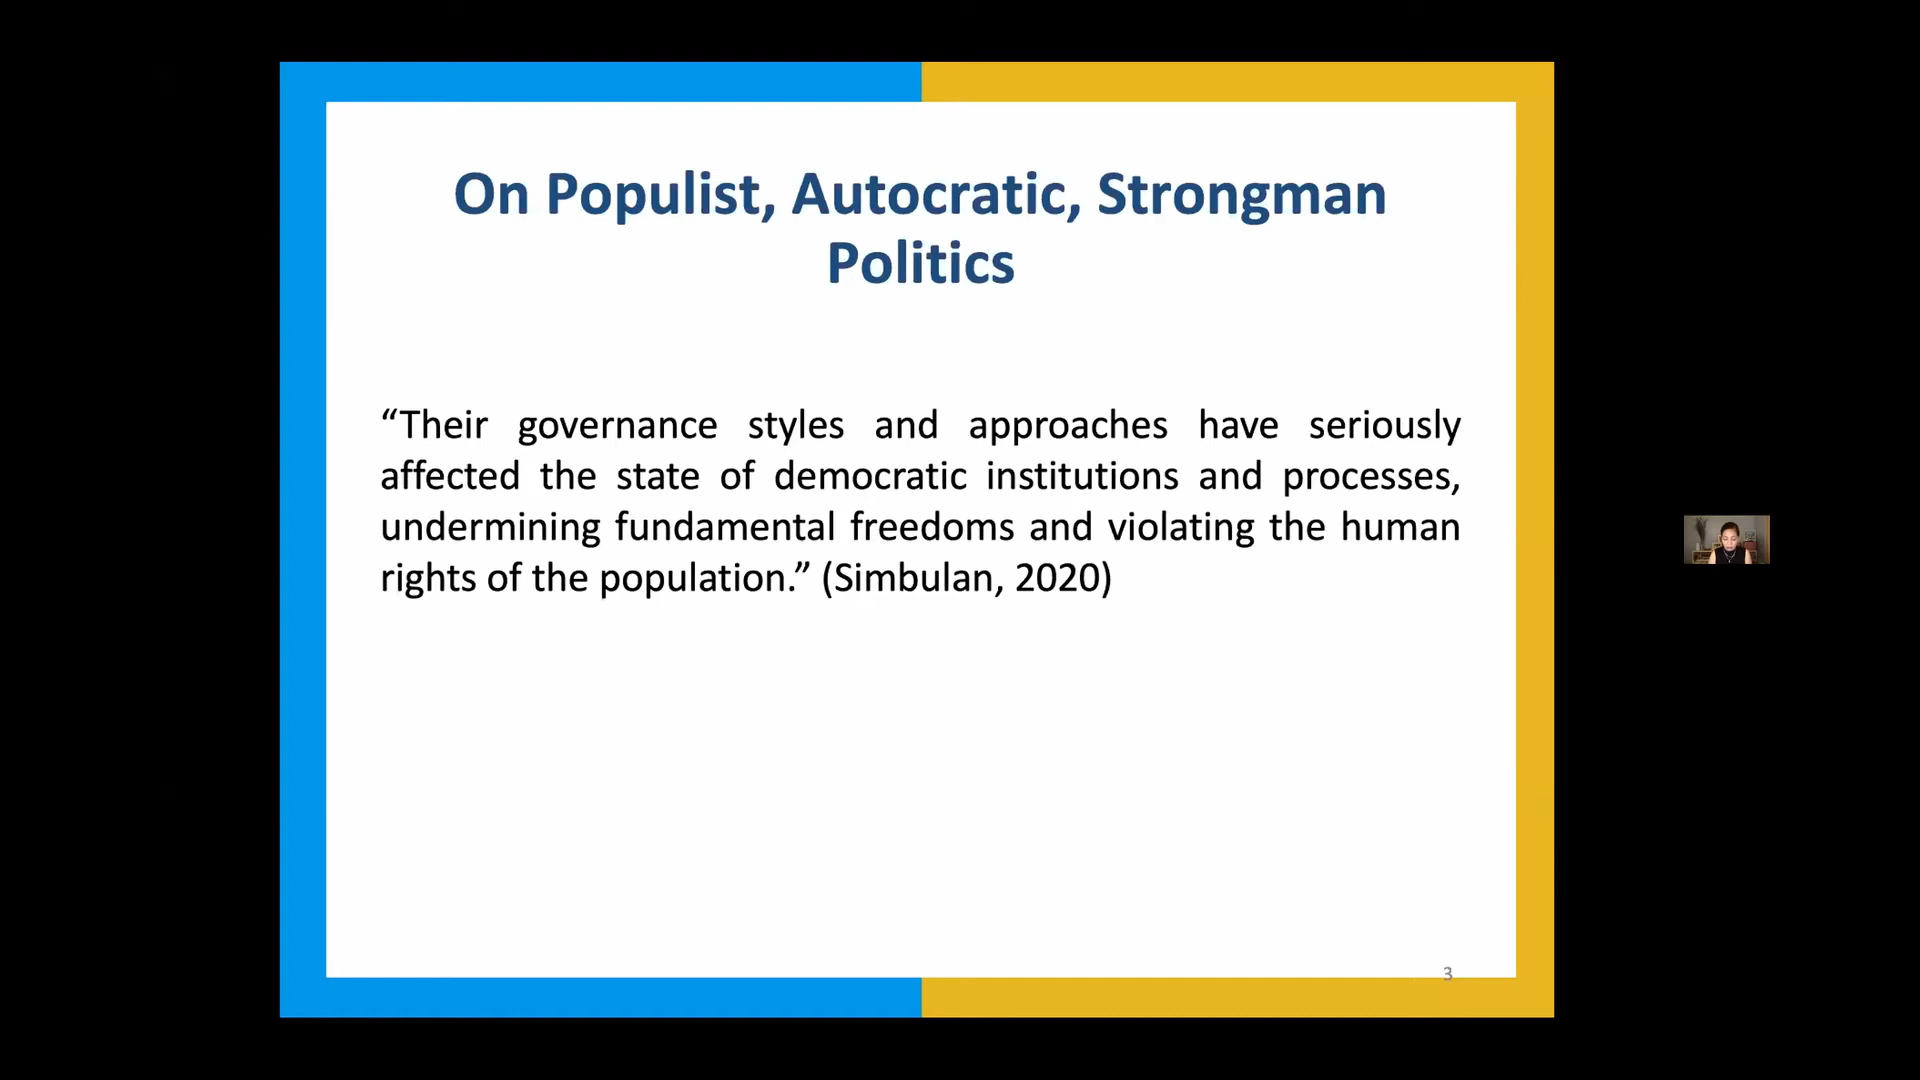 On Populist, Autocratic, Strongman
Politics
“Their governance styles and approaches have seriously
affected the state of democratic institutions and processes,
undermining fundamental freedoms and violating the human
rights of the population.” (Simbulan, 2020)
3